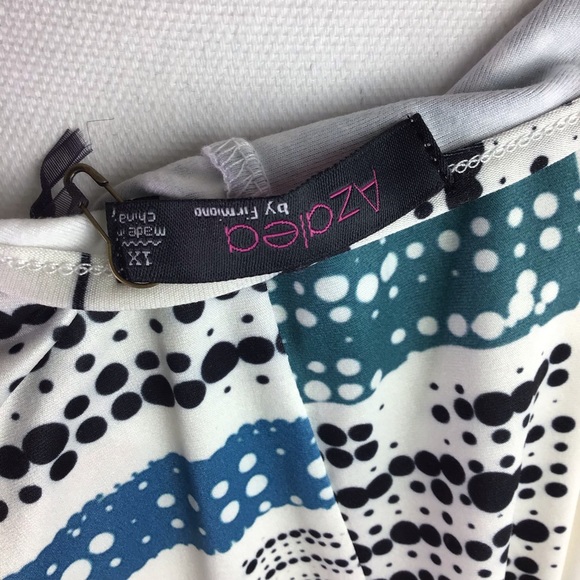 Azalea
by Firmiana
1X
made in
China